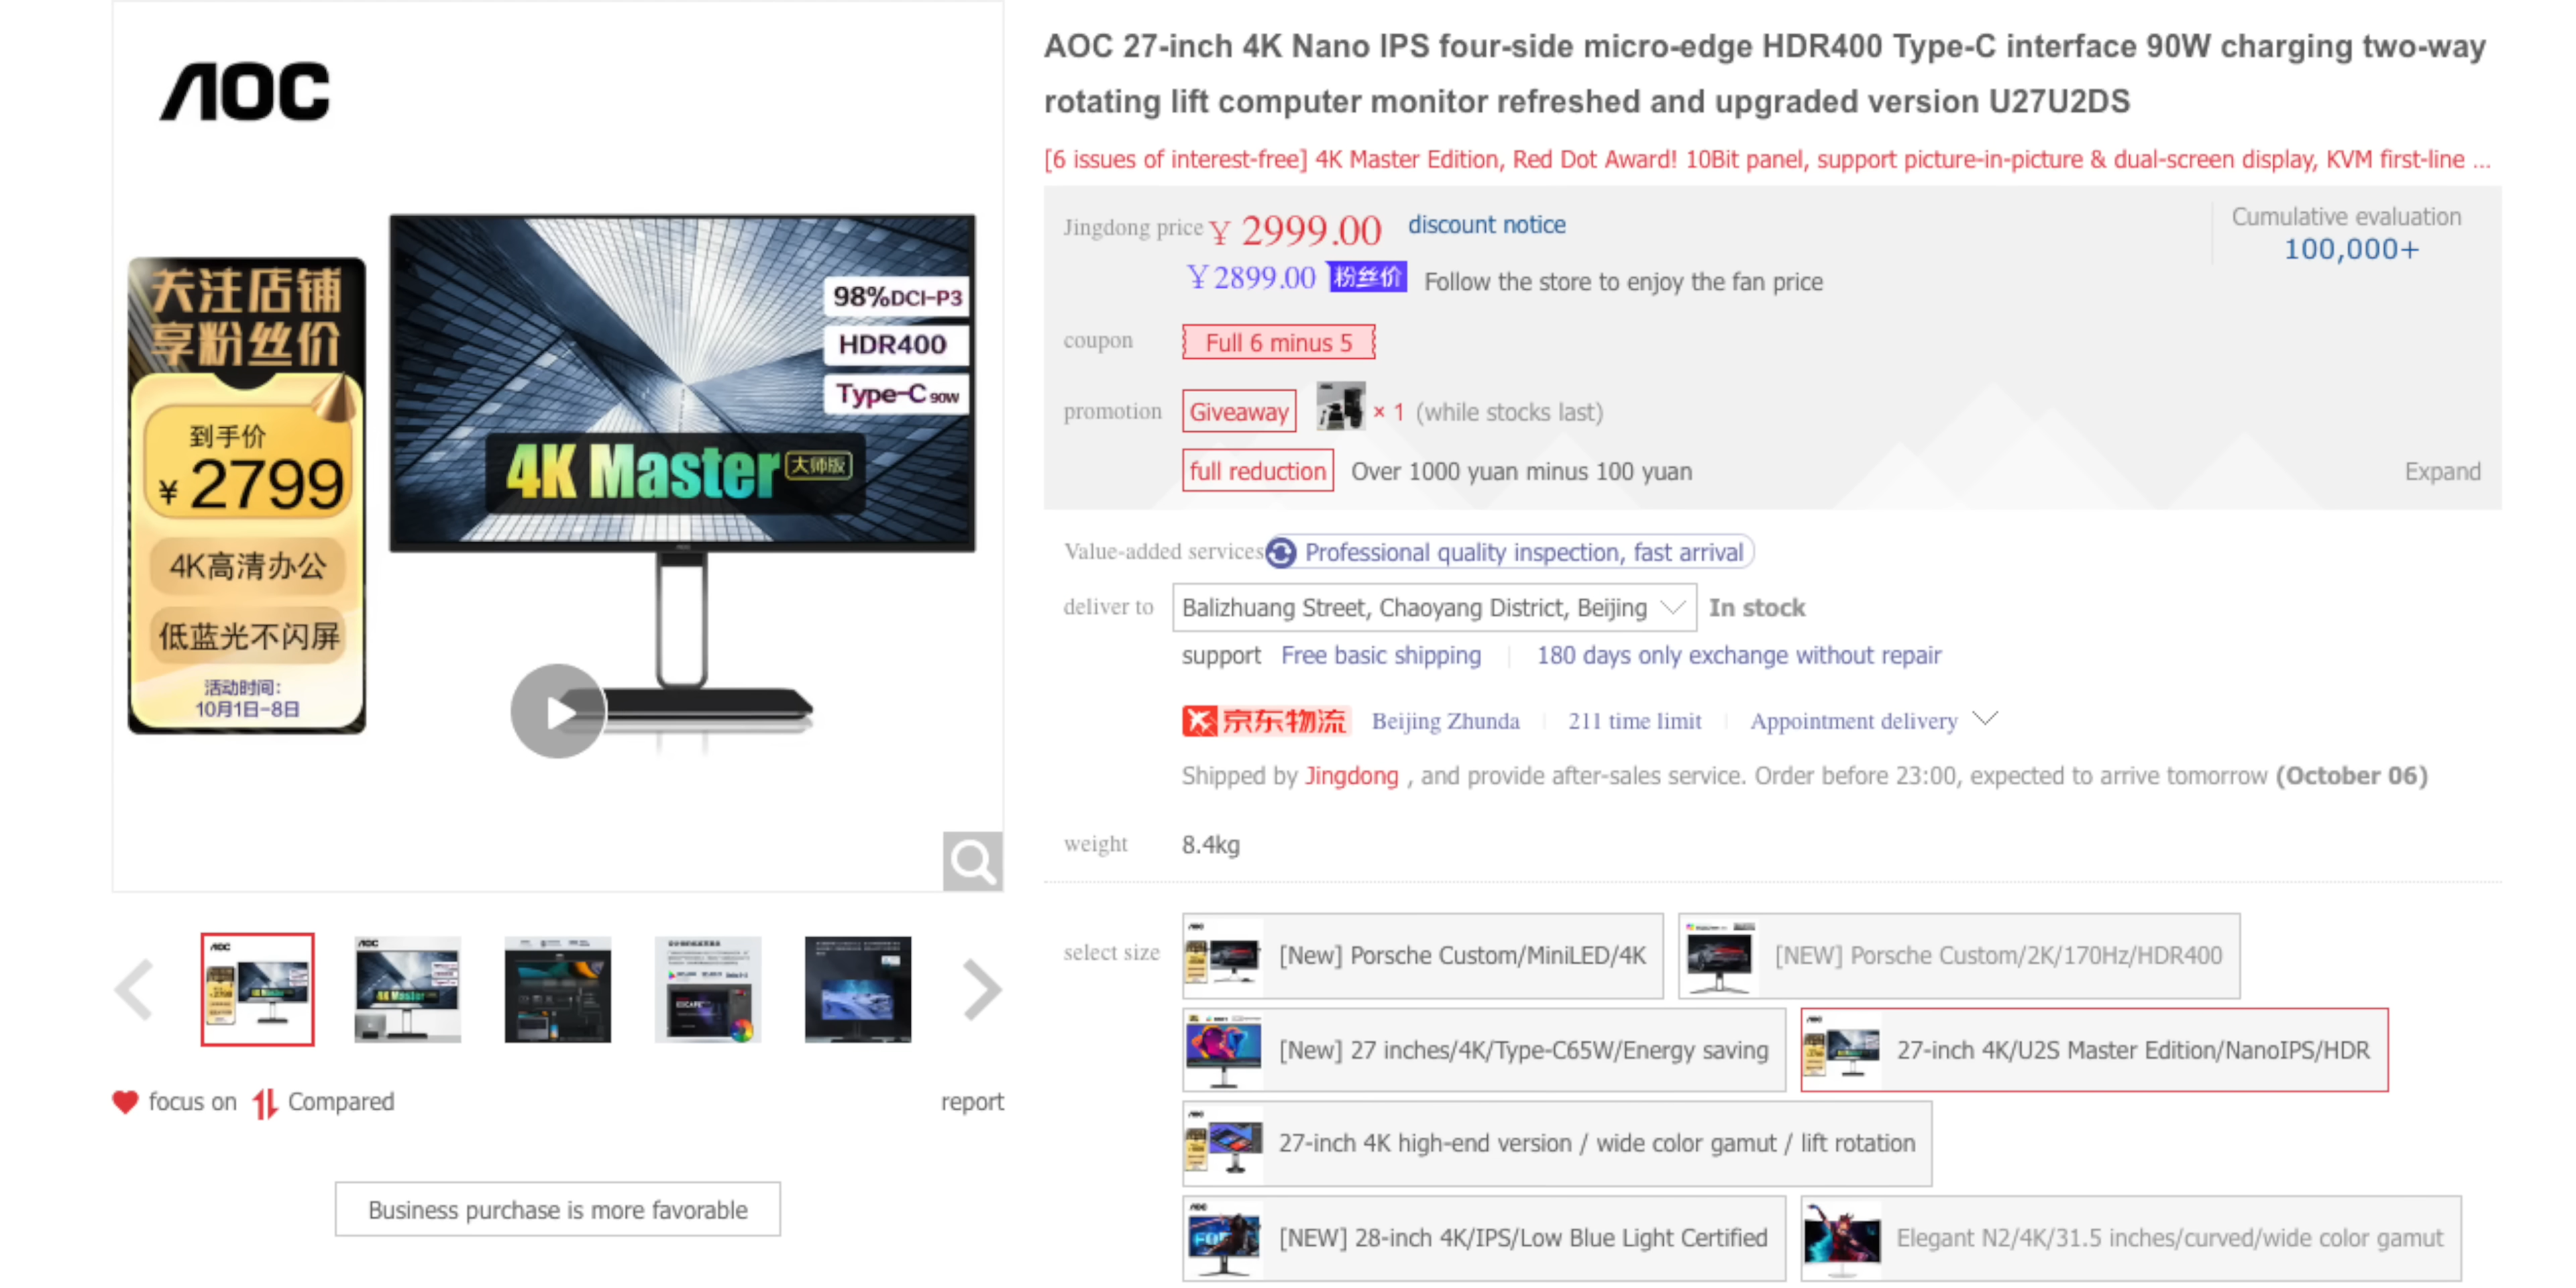 AOC 27-inch 4K Nano IPS four-side micro-edge HDR400 Type-C interface 90W charging two-way
rotating lift computer monitor refreshed and upgraded version U27U2DS
[6 issues of interest-free] 4K Master Edition, Red Dot Award! 10Bit panel, support picture-in-picture & dual-screen display, KVM first-line ...
AOC
关注店铺
享粉丝价
到手价
¥2799
4K高清办公
低蓝光不闪屏
活动时间:
10月1日-8日
98%DCI-P3
HDR400
Type-C 90W
4K Master 大师版
Jingdong price ¥ 2999.00 discount notice
Cumulative evaluation
100,000+
¥2899.00 粉丝价 Follow the store to enjoy the fan price
coupon Full 6 minus 5
promotion Giveaway × 1 (while stocks last)
full reduction Over 1000 yuan minus 100 yuan
Expand
Value-added services Professional quality inspection, fast arrival
deliver to Balizhuang Street, Chaoyang District, Beijing In stock
support Free basic shipping 180 days only exchange without repair
京东物流 Beijing Zhunda 211 time limit Appointment delivery
Shipped by Jingdong , and provide after-sales service. Order before 23:00, expected to arrive tomorrow (October 06)
weight 8.4kg
select size [New] Porsche Custom/MiniLED/4K [NEW] Porsche Custom/2K/170Hz/HDR400
[New] 27 inches/4K/Type-C65W/Energy saving 27-inch 4K/U2S Master Edition/NanoIPS/HDR
27-inch 4K high-end version / wide color gamut / lift rotation
[NEW] 28-inch 4K/IPS/Low Blue Light Certified Elegant N2/4K/31.5 inches/curved/wide color gamut
focus on Compared report
Business purchase is more favorable